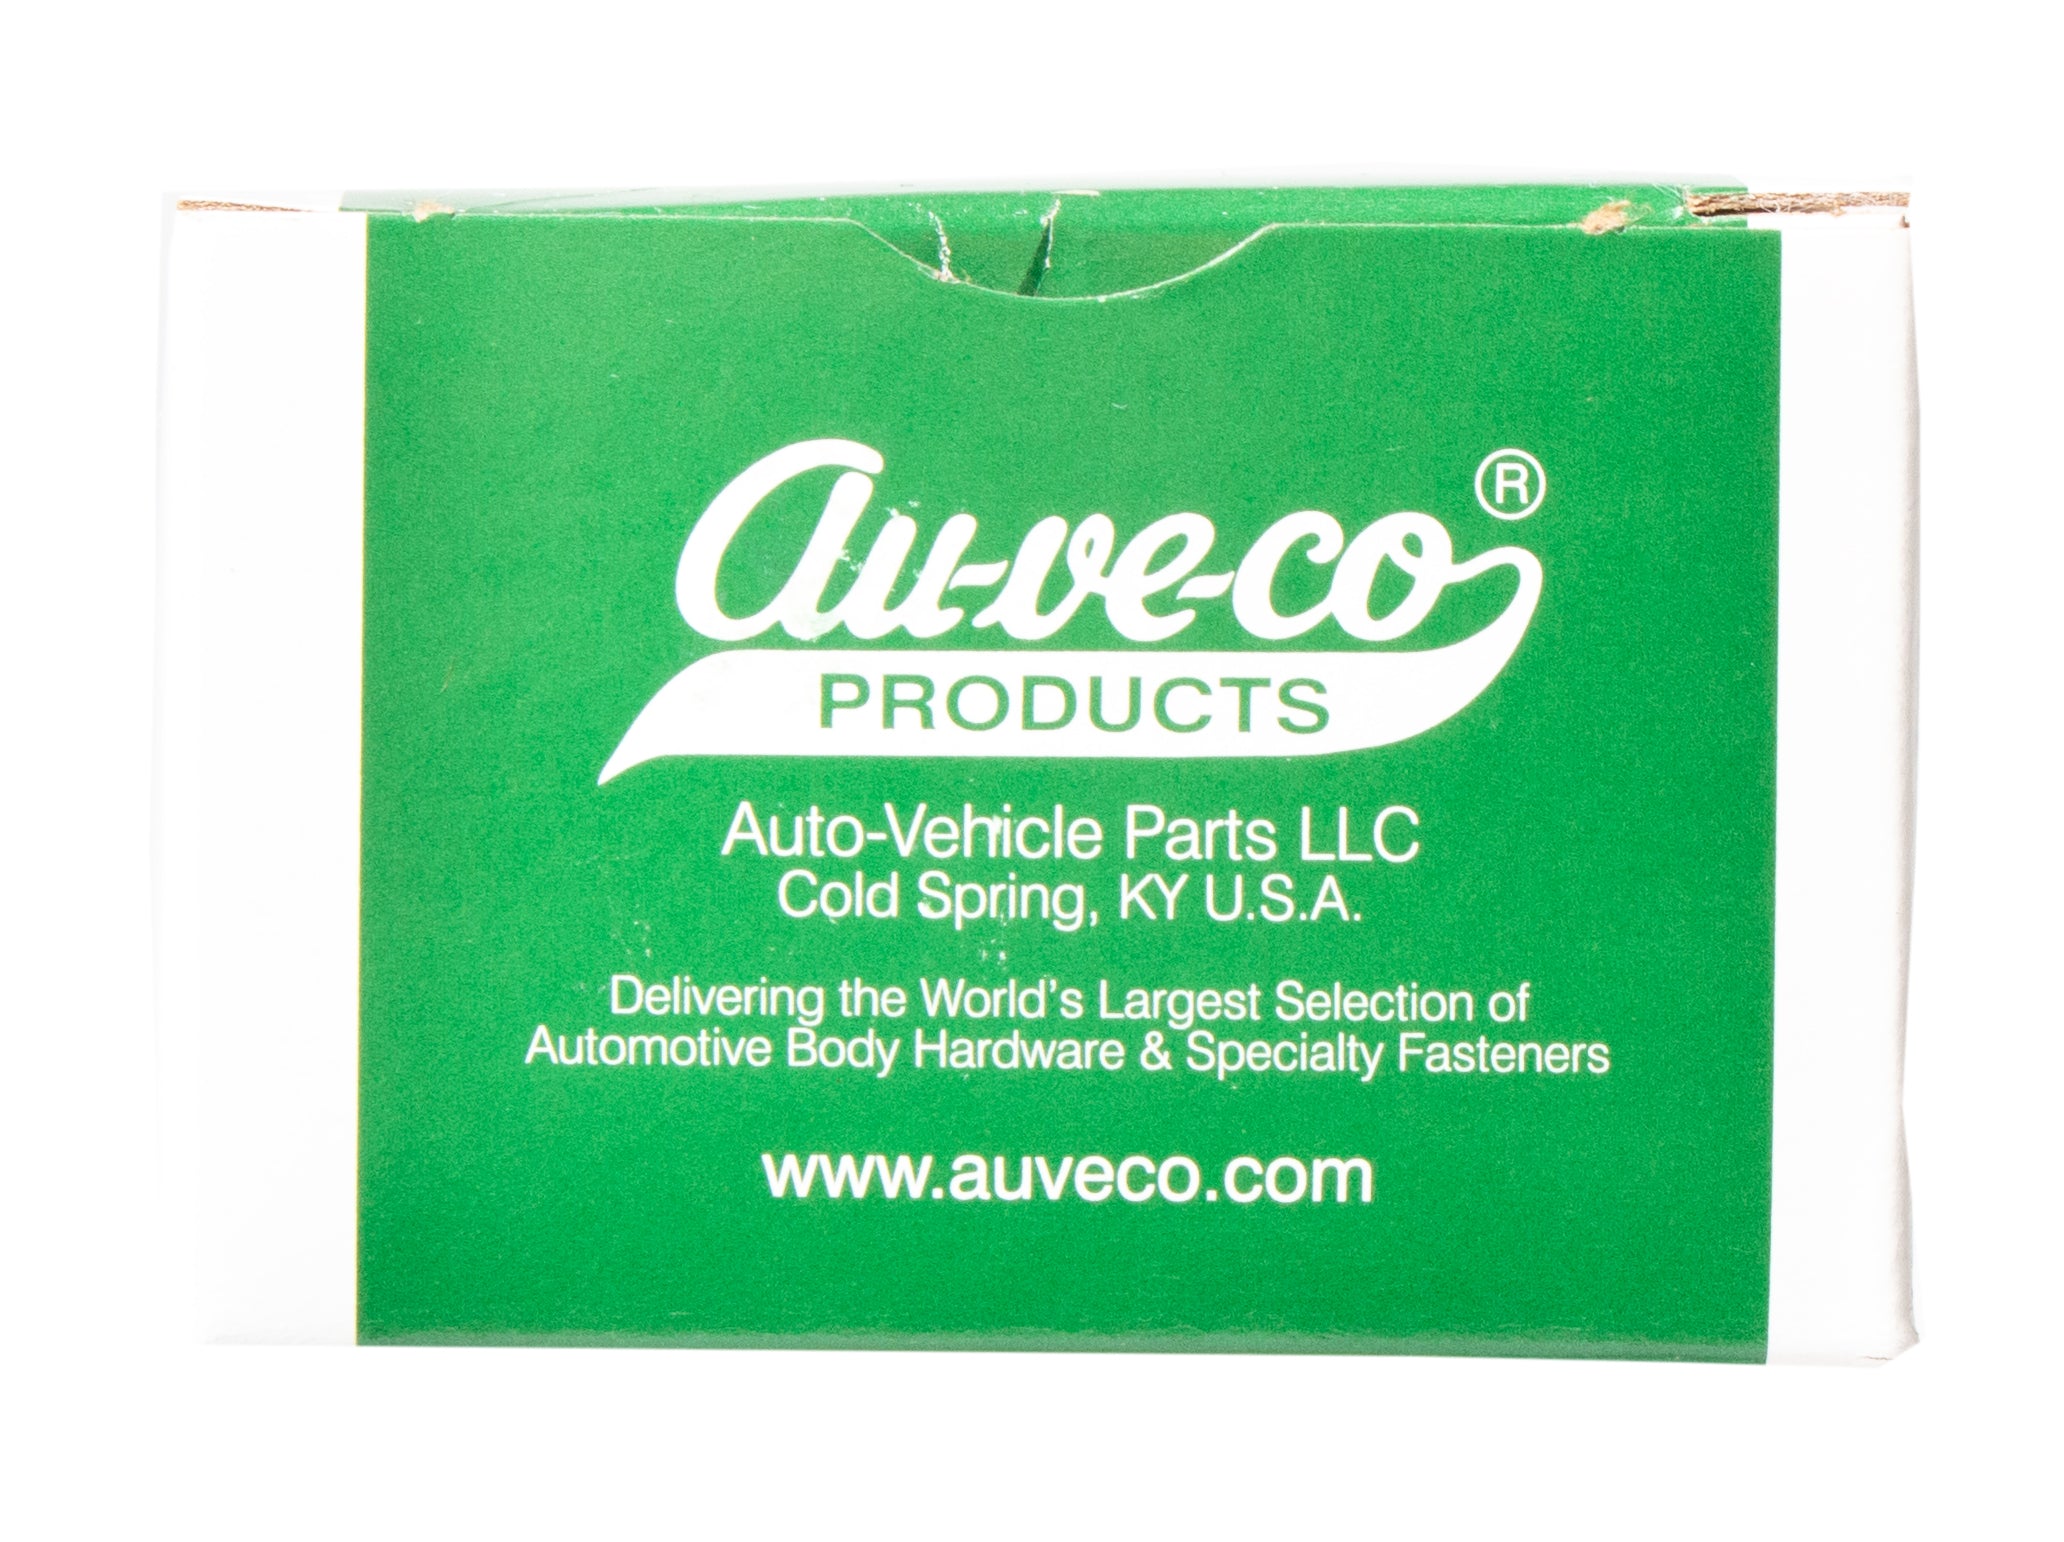 au-ve-co ®
PRODUCTS
Auto-Vehicle Parts LLC
Cold Spring, KY U.S.A.
Delivering the World's Largest Selection of
Automotive Body Hardware & Specialty Fasteners
www.auveco.com